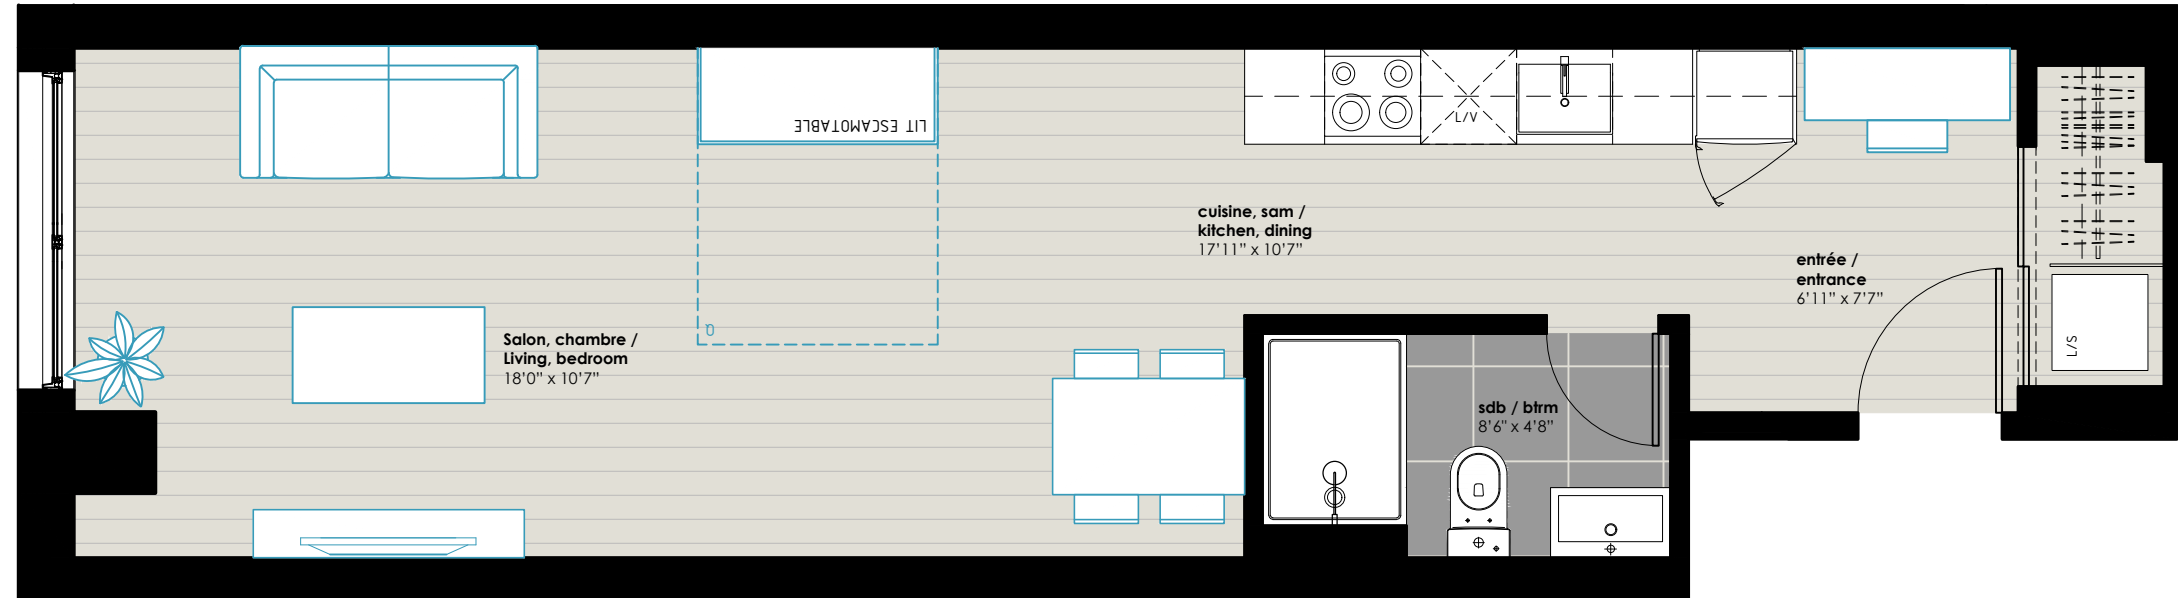 LIT ESCAMOTABLE
L/V
cuisine, sam /
kitchen, dining
17'11" x 10'7"
entrée /
entrance
6'11" x 7'7"
Salon, chambre /
Living, bedroom
18'0" x 10'7"
Q
L/S
sdb / btrm
8'6" x 4'8"